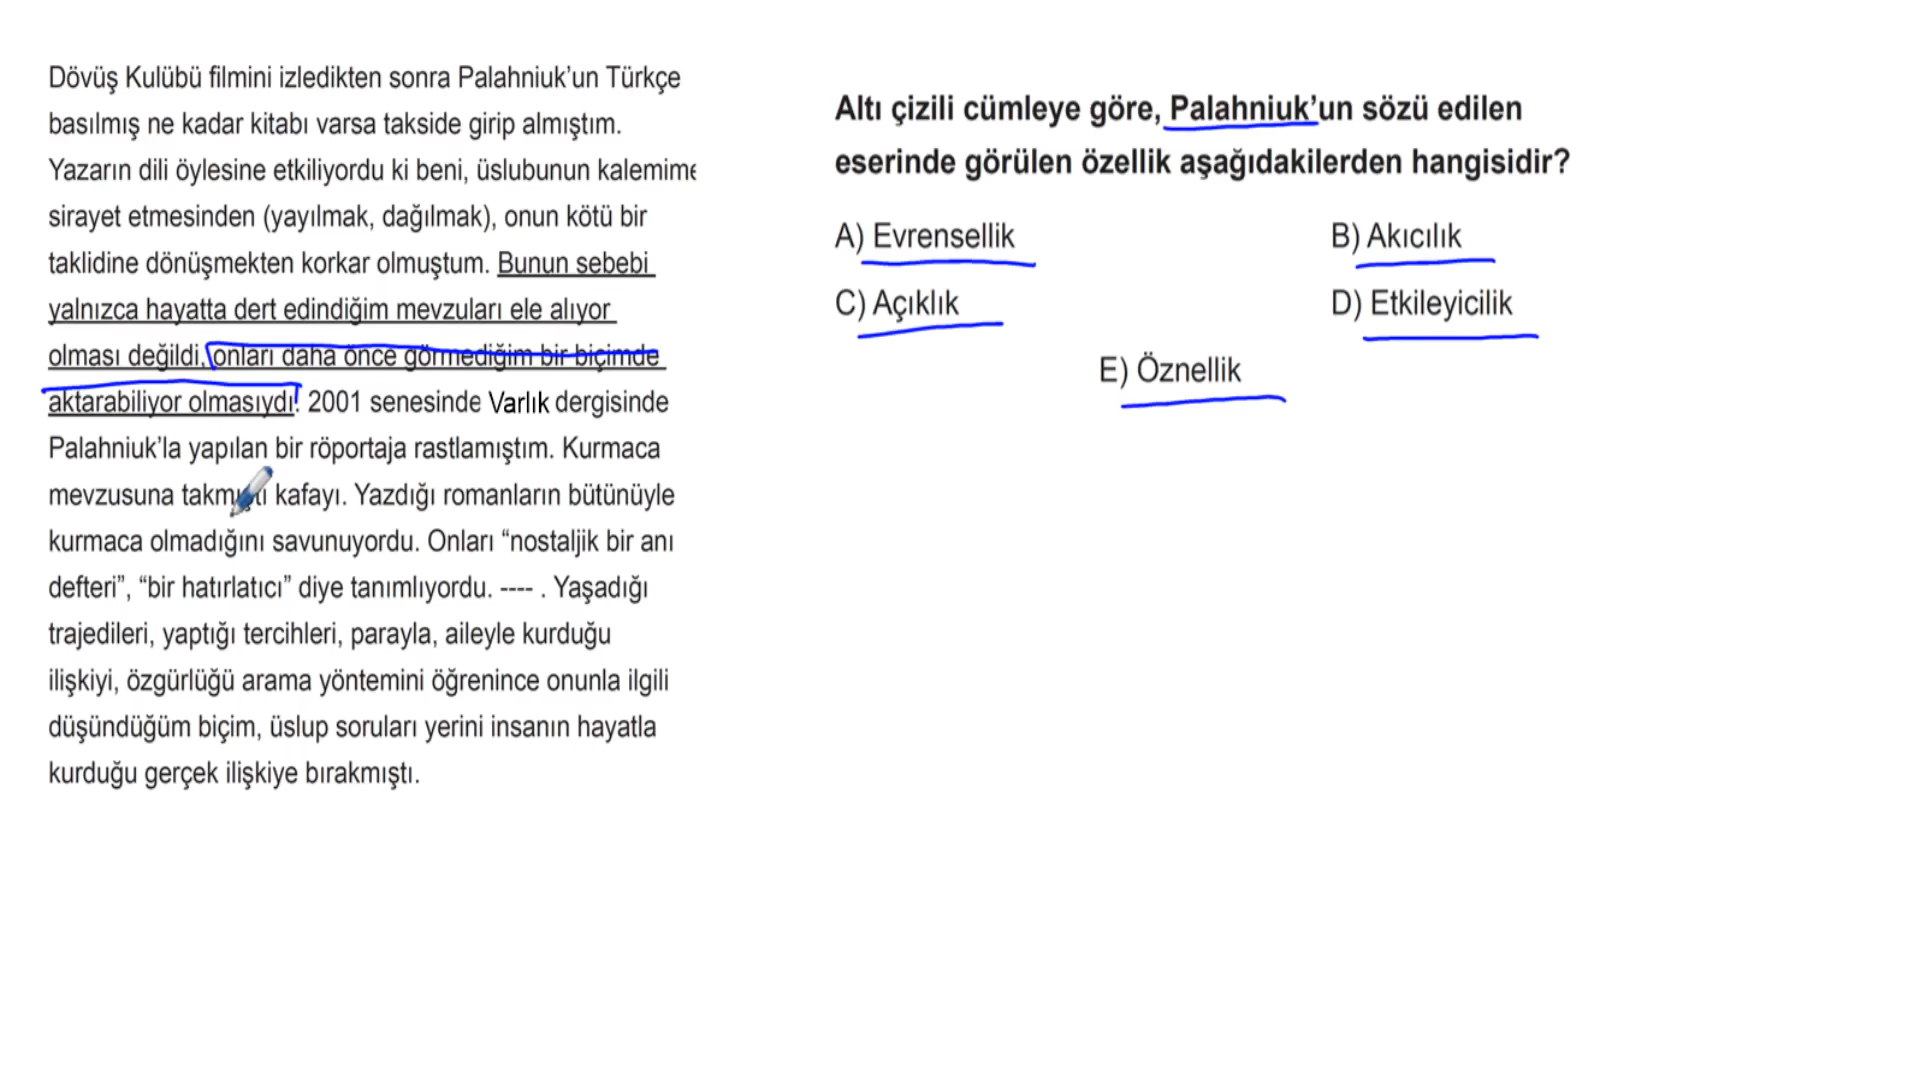 Dövüş Kulübü filmini izledikten sonra Palahniuk’un Türkçe
basılmış ne kadar kitabı varsa takside girip almıştım.
Yazarın dili öylesine etkiliyordu ki beni, üslubunun kalemime
sirayet etmesinden (yayılmak, dağılmak), onun kötü bir
taklidine dönüşmekten korkar olmuştum. Bunun sebebi
yalnızca hayatta dert edindiğim mevzuları ele alıyor
olması değildi, onları daha önce görmediğim bir biçimde
aktarabiliyor olmasıydı. 2001 senesinde Varlık dergisinde
Palahniuk’la yapılan bir röportaja rastlamıştım. Kurmaca
mevzusuna takmıştı kafayı. Yazdığı romanların bütünüyle
kurmaca olmadığını savunuyordu. Onları “nostaljik bir anı
defteri”, “bir hatırlatıcı” diye tanımlıyordu. ---- . Yaşadığı
trajedileri, yaptığı tercihleri, parayla, aileyle kurduğu
ilişkiyi, özgürlüğü arama yöntemini öğrenince onunla ilgili
düşündüğüm biçim, üslup soruları yerini insanın hayatla
kurduğu gerçek ilişkiye bırakmıştı.
Altı çizili cümleye göre, Palahniuk’un sözü edilen
eserinde görülen özellik aşağıdakilerden hangisidir?
A) Evrensellik
B) Akıcılık
C) Açıklık
D) Etkileyicilik
E) Öznellik